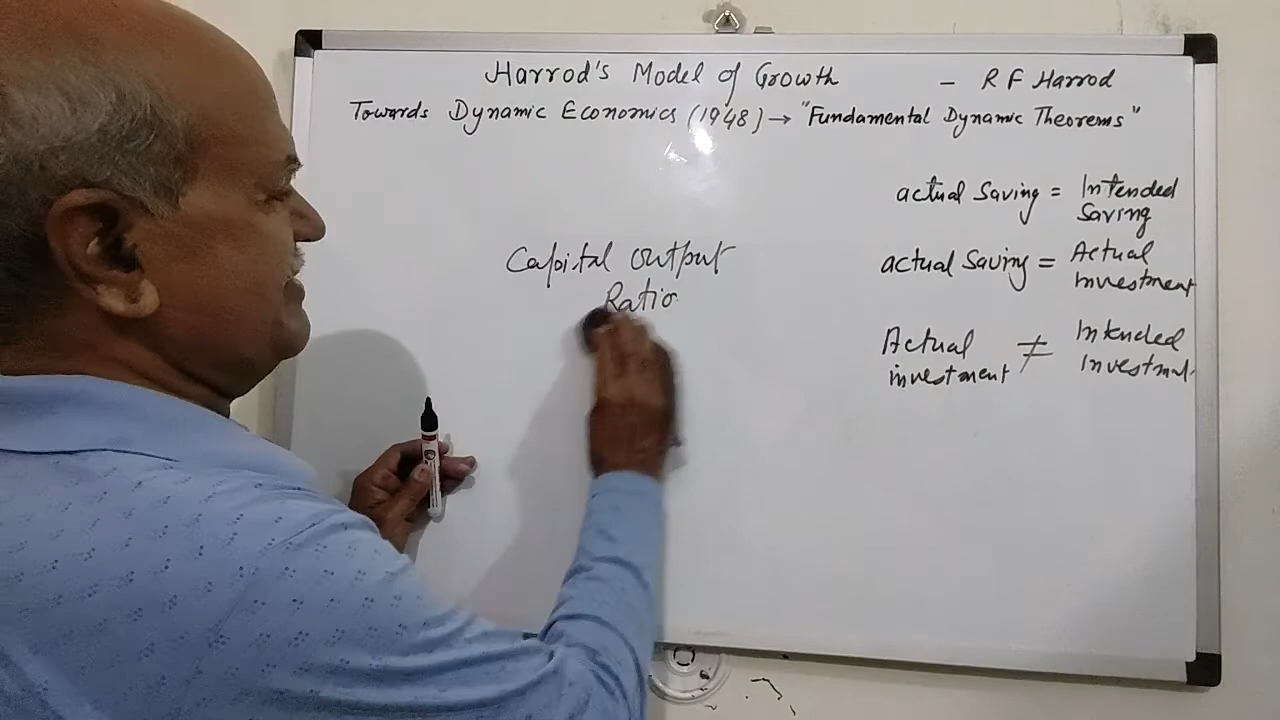 Harrod's Model of Growth - R F Harrod
Towards Dynamic Economics (1948) → "Fundamental Dynamic Theorems"
actual Saving = Intended Saving
Capital output
Ratio
actual Saving = Actual investment
Actual investment ≠ Intended Investmnt.